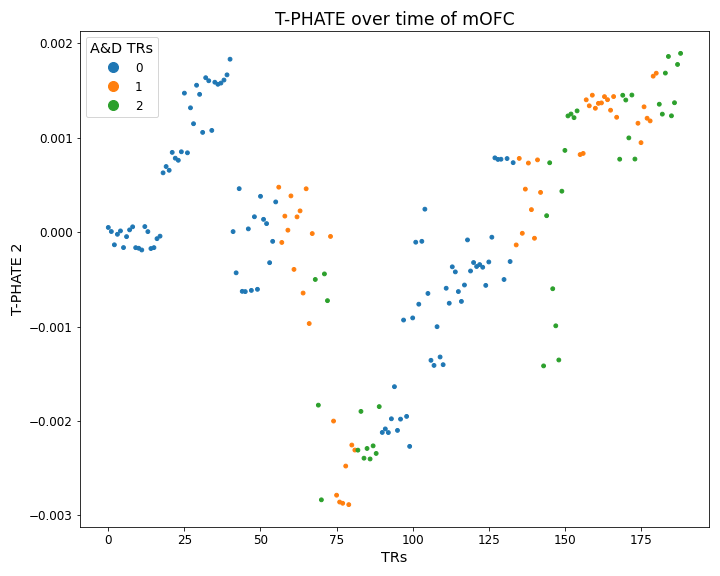 T-PHATE over time of mOFC
A&D TRs
0
1
2
T-PHATE 2
0.002
0.001
0.000
−0.001
−0.002
−0.003
0 25 50 75 100 125 150 175
TRs